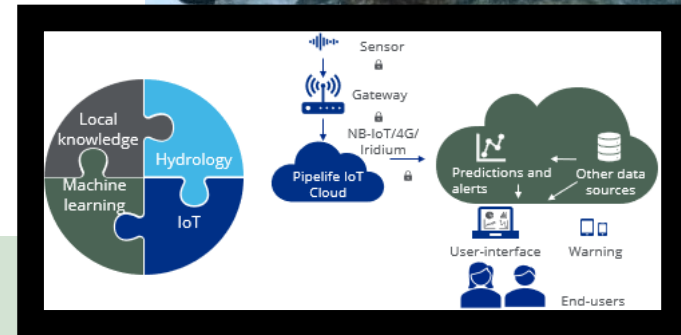 Local
knowledge
Hydrology
Machine
learning
IoT
Sensor
Gateway
NB-IoT/4G/
Iridium
Pipelife IoT
Cloud
Predictions and
alerts
Other data
sources
User-interface
Warning
End-users